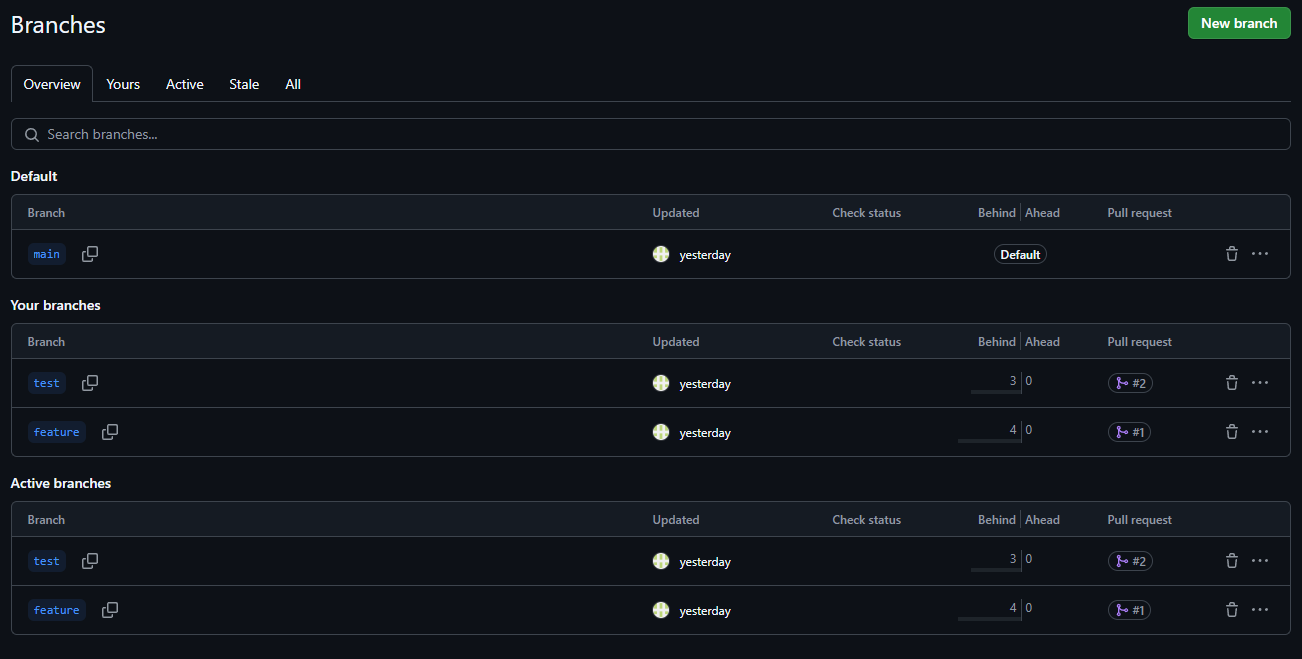 Branches
New branch
Overview Yours Active Stale All
Search branches...
Default
Branch Updated Check status Behind Ahead Pull request
main yesterday Default
Your branches
Branch Updated Check status Behind Ahead Pull request
test yesterday 3 0 #2
feature yesterday 4 0 #1
Active branches
Branch Updated Check status Behind Ahead Pull request
test yesterday 3 0 #2
feature yesterday 4 0 #1